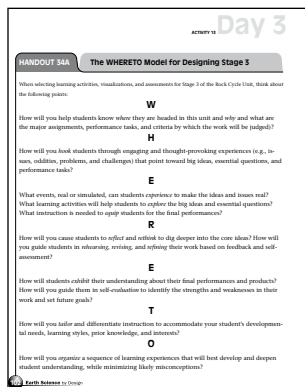 ACTIVITY 13 Day 3
HANDOUT 34A The WHERETO Model for Designing Stage 3
When selecting learning activities, visualizations, and assessments for Stage 3 of the Rock Cycle Unit, think about
the following points:
W
How will you help students know where they are headed in this unit and why and what are
the major assignments, performance tasks, and criteria by which the work will be judged)?
H
How will you hook students through engaging and thought-provoking experiences (e.g., is-
sues, oddities, problems, and challenges) that point toward big ideas, essential questions, and
performance tasks?
E
What events, real or simulated, can students experience to make the ideas and issues real?
What learning activities will help students to explore the big ideas and essential questions?
What instruction is needed to equip students for the final performances?
R
How will you cause students to reflect and rethink to dig deeper into the core ideas? How will
you guide students in rehearsing, revising, and refining their work based on feedback and self-
assessment?
E
How will students exhibit their understanding about their final performances and products?
How will you guide them in self-evaluation to identify the strengths and weaknesses in their
work and set future goals?
T
How will you tailor and differentiate instruction to accommodate your student's developmen-
tal needs, learning styles, prior knowledge, and interests?
O
How will you organize a sequence of learning experiences that will best develop and deepen
student understanding, while minimizing likely misconceptions?
Earth Science by Design